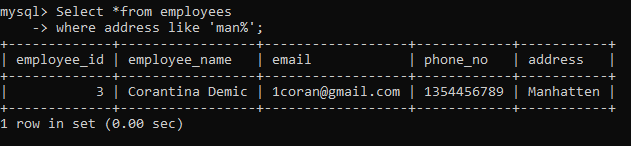 mysql> Select *from employees
    -> where address like 'man%';
+-------------+-----------------+------------------+------------+-----------+
| employee_id | employee_name   | email            | phone_no   | address   |
+-------------+-----------------+------------------+------------+-----------+
|           3 | Corantina Demic | 1coran@gmail.com | 1354456789 | Manhatten |
+-------------+-----------------+------------------+------------+-----------+
1 row in set (0.00 sec)